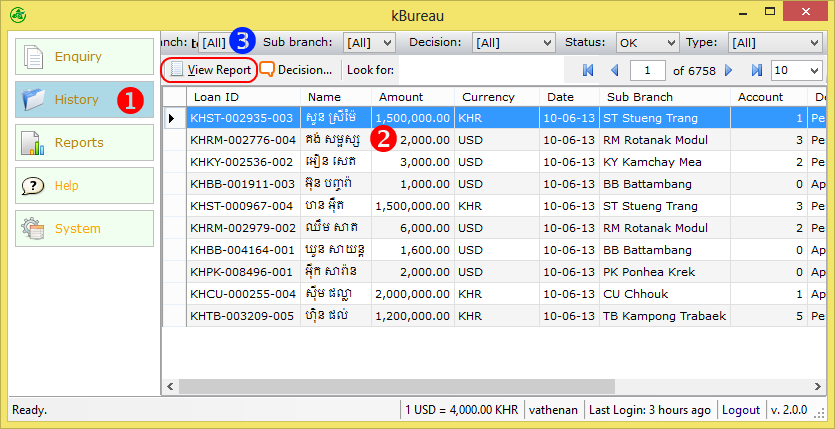 kBureau
Enquiry
History
Reports
Help
System
1
2
3
nch: to [All] Sub branch: [All] Decision: [All] Status: OK Type: [All]
View Report Decision... Look for: 1 of 6758 10
Loan ID Name Amount Currency Date Sub Branch Account De
KHST-002935-003 សួន ស្រីម៉ៃ 1,500,000.00 KHR 10-06-13 ST Stueng Trang 1 Pe
KHRM-002776-004 គង់ សម្ផស្ស 2,000.00 USD 10-06-13 RM Rotanak Modul 3 Pe
KHKY-002536-002 អឿន សេត 3,000.00 USD 10-06-13 KY Kamchay Mea 2 Pe
KHBB-001911-003 អ៊ុន បញ្ចរ៉ា 1,000.00 USD 10-06-13 BB Battambang 0 Ap
KHST-000967-004 ហន អ៊ឹត 1,500,000.00 KHR 10-06-13 ST Stueng Trang 3 Pe
KHRM-002979-002 ឈឹម សាត 6,000.00 USD 10-06-13 RM Rotanak Modul 2 Pe
KHBB-004164-001 ឃួន សាយន្ត 1,600.00 USD 10-06-13 BB Battambang 0 Ap
KHPK-008496-001 អ៊ឹក សារ៉ាន 2,000.00 USD 10-06-13 PK Ponhea Krek 0 Ap
KHCU-000255-004 ស៊ឹម ផល្លា 2,000,000.00 KHR 10-06-13 CU Chhouk 1 Ap
KHTB-003209-005 ហ៊ិន ផល់ 1,200,000.00 KHR 10-06-13 TB Kampong Trabaek 5 Pe
Ready. 1 USD = 4,000.00 KHR vathenan Last Login: 3 hours ago Logout v. 2.0.0